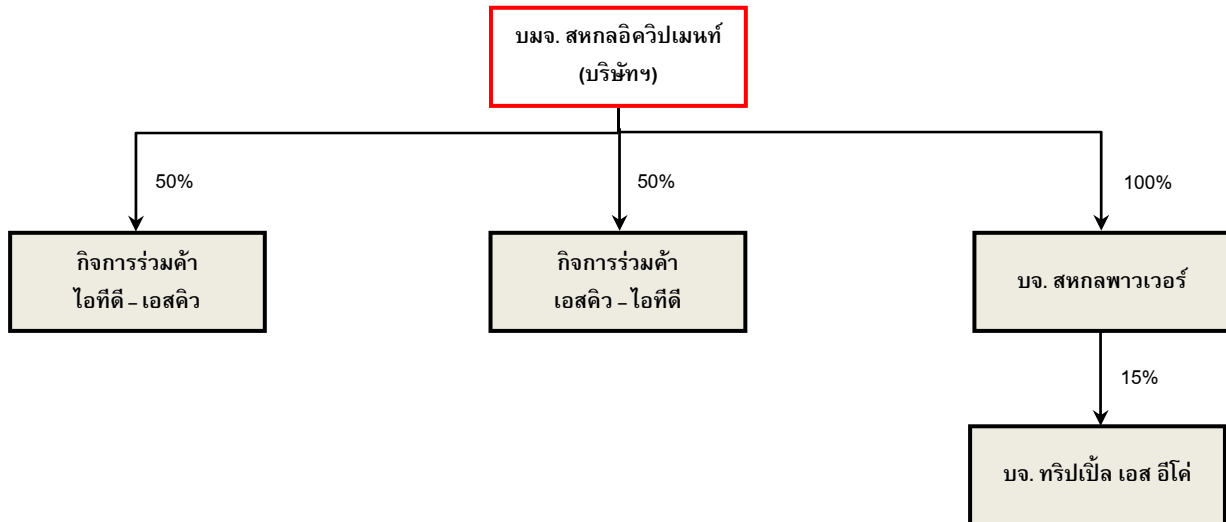 บมจ. สหกลอิควิปเมนท์
(บริษัทฯ)
50%
50%
100%
กิจการร่วมค้า
ไอทีดี – เอสคิว
กิจการร่วมค้า
เอสคิว – ไอทีดี
บจ. สหกลพาวเวอร์
15%
บจ. ทริปเปิ้ล เอส อีโค่